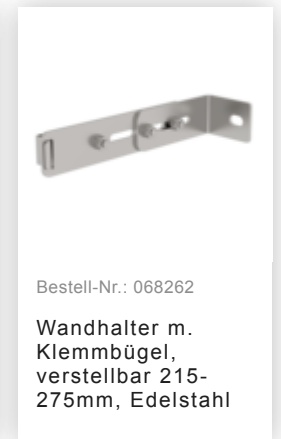 Bestell-Nr.: 068262
Wandhalter m.
Klemmbügel,
verstellbar 215-
275mm, Edelstahl